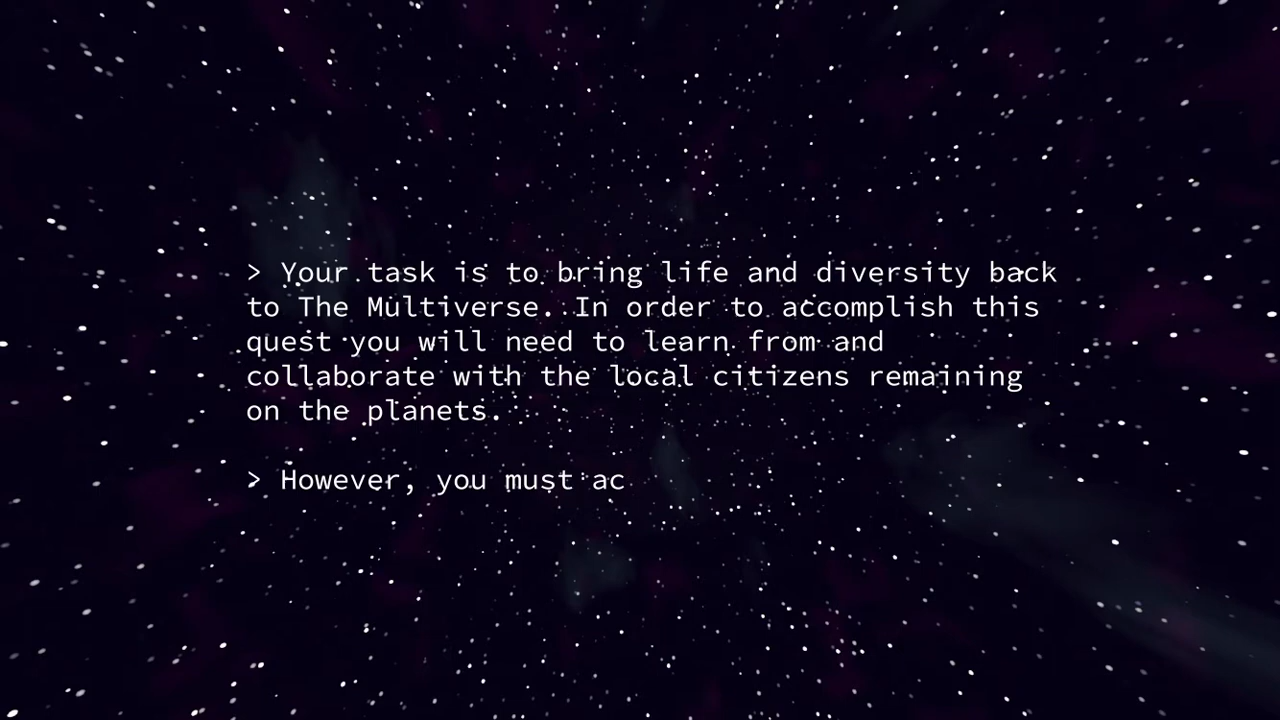 > Your task is to bring life and diversity back
to The Multiverse. In order to accomplish this
quest you will need to learn from and
collaborate with the local citizens remaining
on the planets.
> However, you must ac